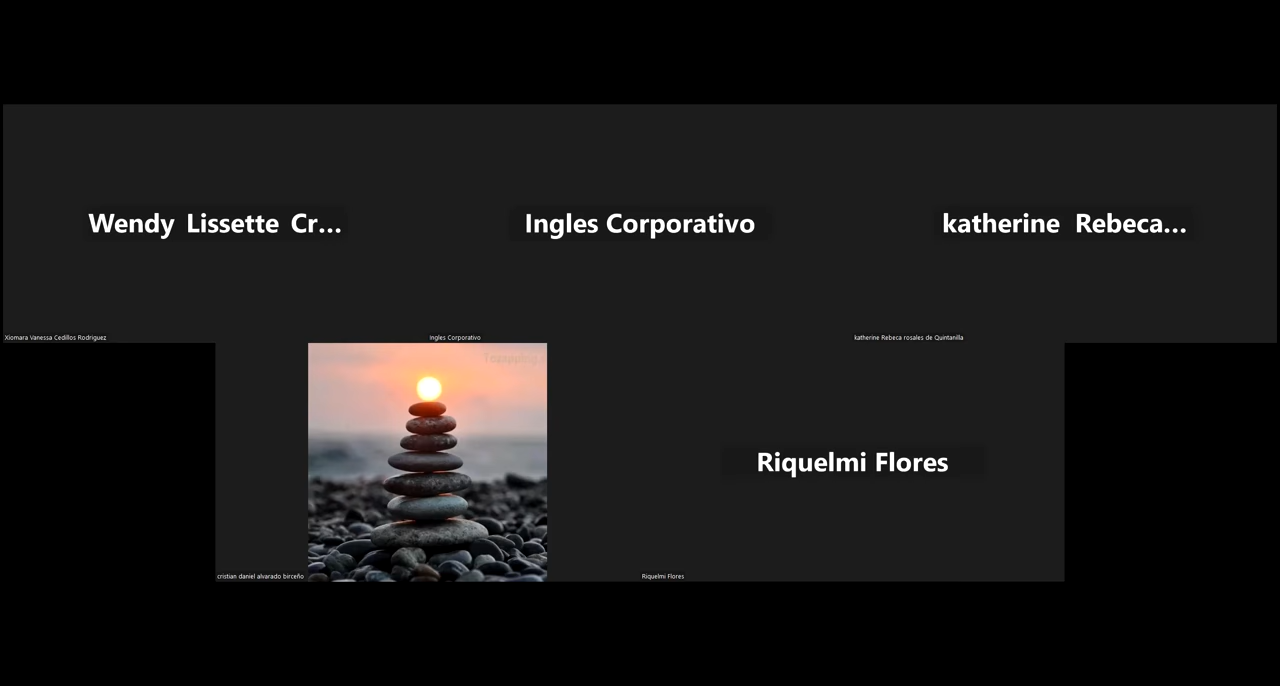 Wendy Lissette Cr...
Ingles Corporativo
katherine Rebeca...
Xiomara Vanessa Cedillos Rodriguez
Ingles Corporativo
katherine Rebeca rosales de Quintanilla
Riquelmi Flores
cristian daniel alvarado birceño
Riquelmi Flores